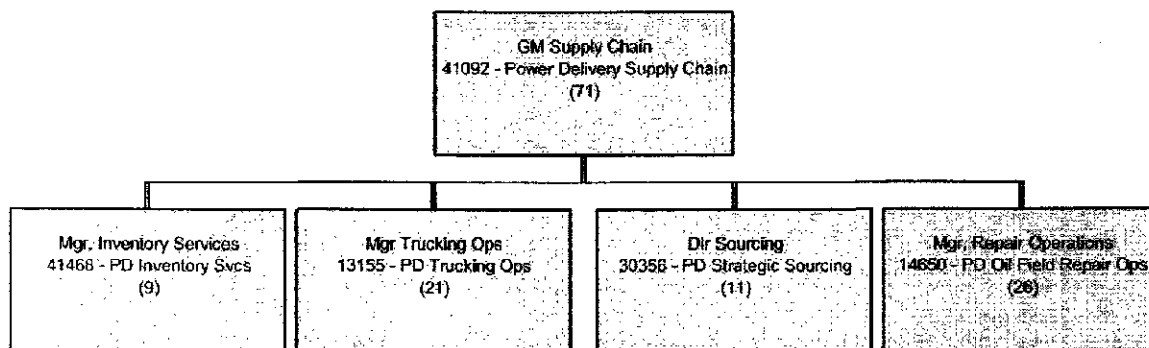 GM Supply Chain
41092 - Power Delivery Supply Chain
(71)
Mgr. Inventory Services
41468 - PD Inventory Svcs
(9)
Mgr Trucking Ops
13155 - PD Trucking Ops
(21)
Dir Sourcing
30356 - PD Strategic Sourcing
(11)
Mgr. Repair Operations
14650 - PD Oil Field Repair Ops
(26)